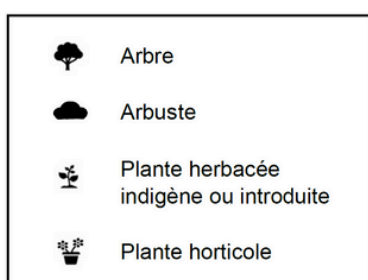 Arbre
Arbuste
Plante herbacée
indigène ou introduite
Plante horticole